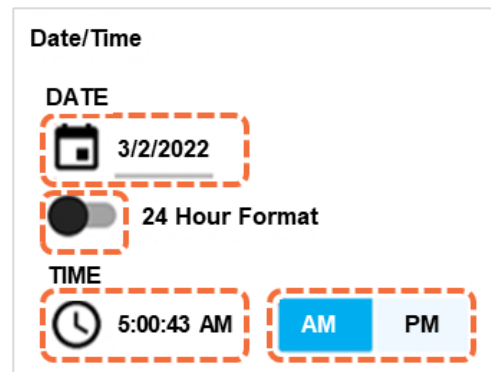 Date/Time
DATE
3/2/2022
24 Hour Format
TIME
5:00:43 AM AM PM